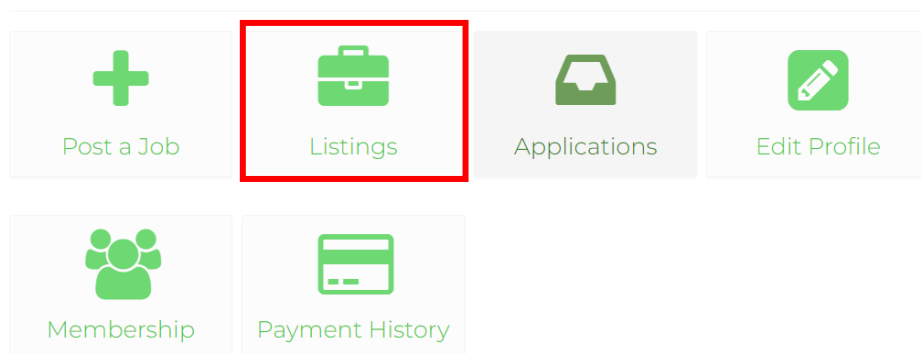 Post a Job
Listings
Applications
Edit Profile
Membership
Payment History